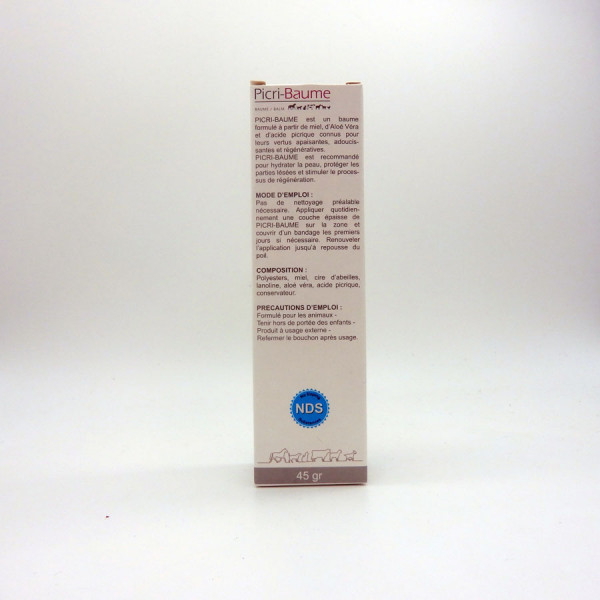 Picri-Baume
BAUME / BALM
PICRI-BAUME est un baume
formulé à partir de miel, d'Aloé Véra
et d'acide picrique connus pour
leurs vertus apaisantes, adoucis-
santes et régénératives.
PICRI-BAUME est recommandé
pour hydrater la peau, protéger les
parties lésées et stimuler le proces-
sus de régénération.
MODE D'EMPLOI :
Pas de nettoyage préalable
nécessaire. Appliquer quotidien-
nement une couche épaisse de
PICRI-BAUME sur la zone et
couvrir d'un bandage les premiers
jours si nécessaire. Renouveler
l'application jusqu'à repousse du
poil.
COMPOSITION :
Polyesters, miel, cire d'abeilles,
lanoline, aloé véra, acide picrique,
conservateur.
PRECAUTIONS D'EMPLOI :
Formulé pour les animaux -
Tenir hors de portée des enfants -
Produit à usage externe -
Refermer le bouchon après usage.
NDS
45 gr